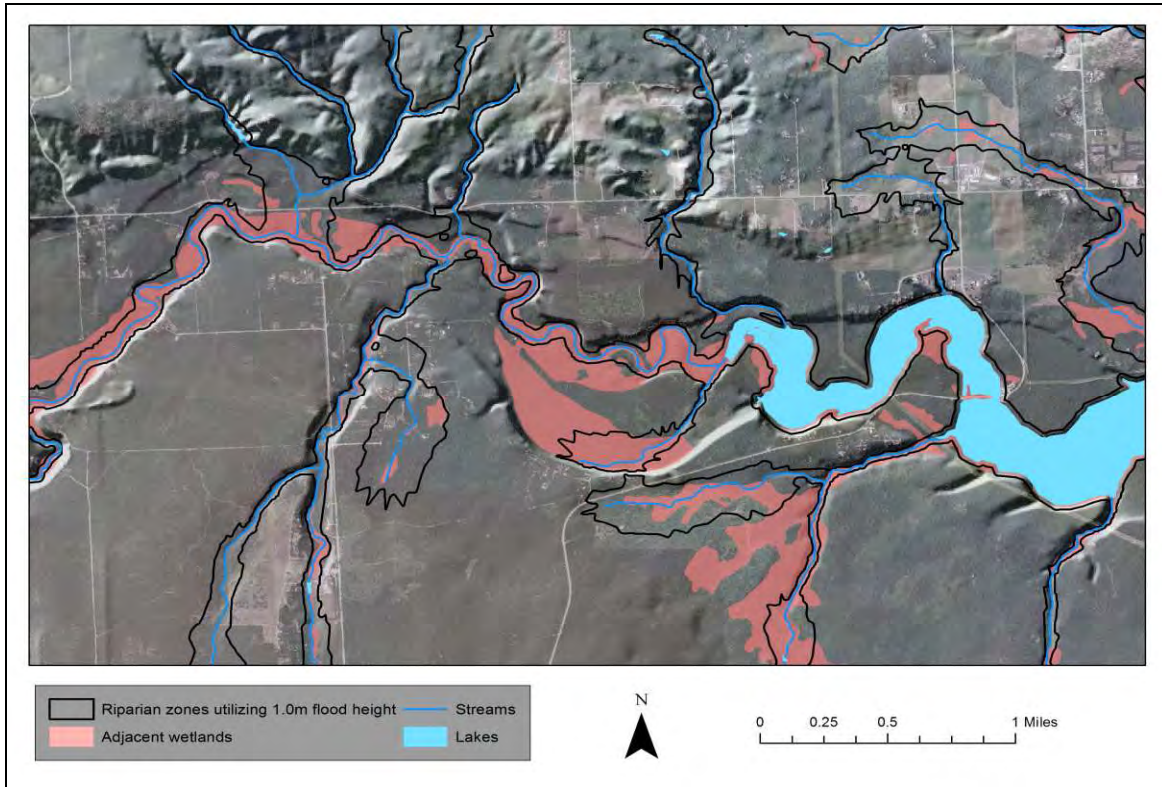 Riparian zones utilizing 1.0m flood height
Streams
Adjacent wetlands
Lakes
N
0 0.25 0.5 1 Miles